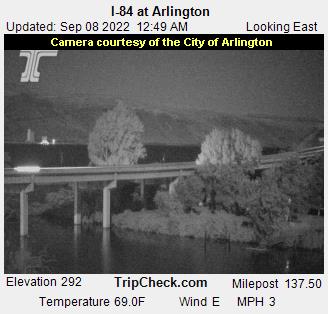 I-84 at Arlington
Updated: Sep 08 2022 12:49 AM Looking East
Camera courtesy of the City of Arlington
Elevation 292 TripCheck.com Milepost 137.50
Temperature 69.0F Wind E MPH 3